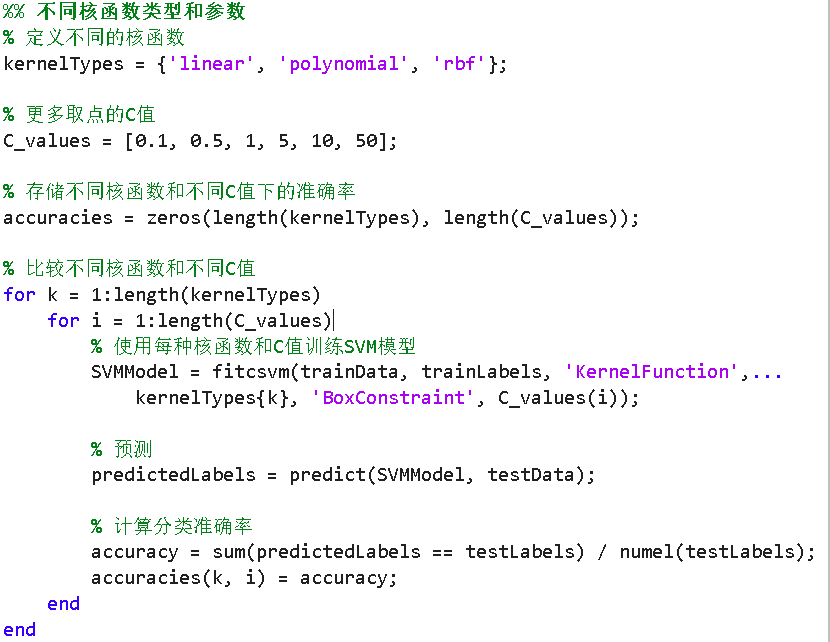 %% 不同核函数类型和参数
% 定义不同的核函数
kernelTypes = {'linear', 'polynomial', 'rbf'};
% 更多取点的C值
C_values = [0.1, 0.5, 1, 5, 10, 50];
% 存储不同核函数和不同C值下的准确率
accuracies = zeros(length(kernelTypes), length(C_values));
% 比较不同核函数和不同C值
for k = 1:length(kernelTypes)
    for i = 1:length(C_values)
        % 使用每种核函数和C值训练SVM模型
        SVMModel = fitcsvm(trainData, trainLabels, 'KernelFunction',...
            kernelTypes{k}, 'BoxConstraint', C_values(i));
        % 预测
        predictedLabels = predict(SVMModel, testData);
        % 计算分类准确率
        accuracy = sum(predictedLabels == testLabels) / numel(testLabels);
        accuracies(k, i) = accuracy;
    end
end